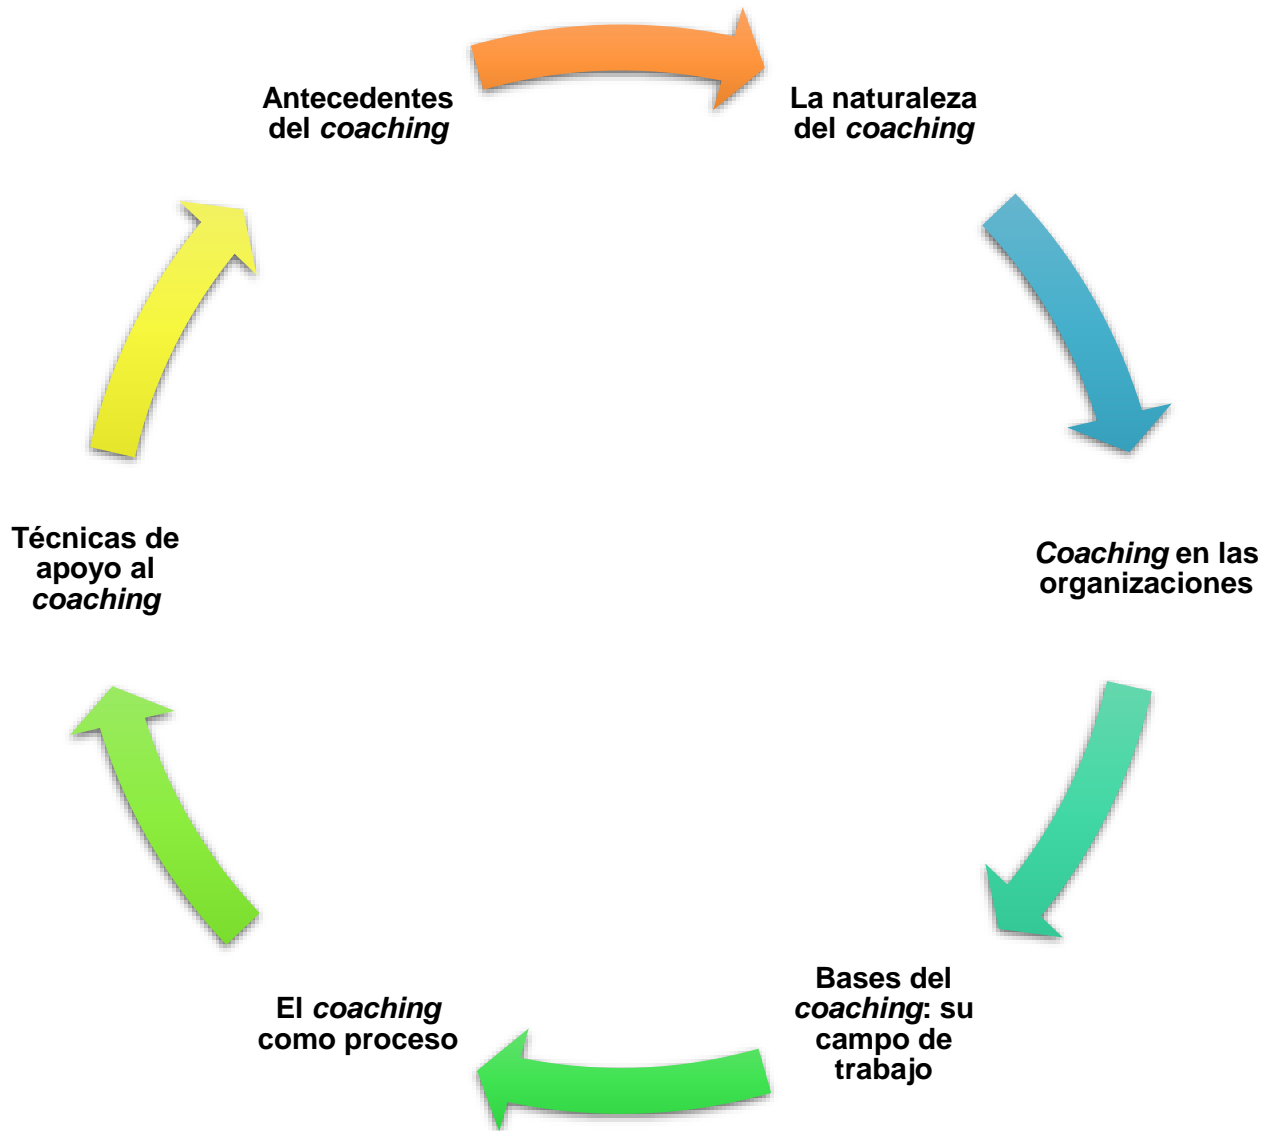 Antecedentes
del coaching
La naturaleza
del coaching
Coaching en las
organizaciones
Bases del
coaching: su
campo de
trabajo
El coaching
como proceso
Técnicas de
apoyo al
coaching